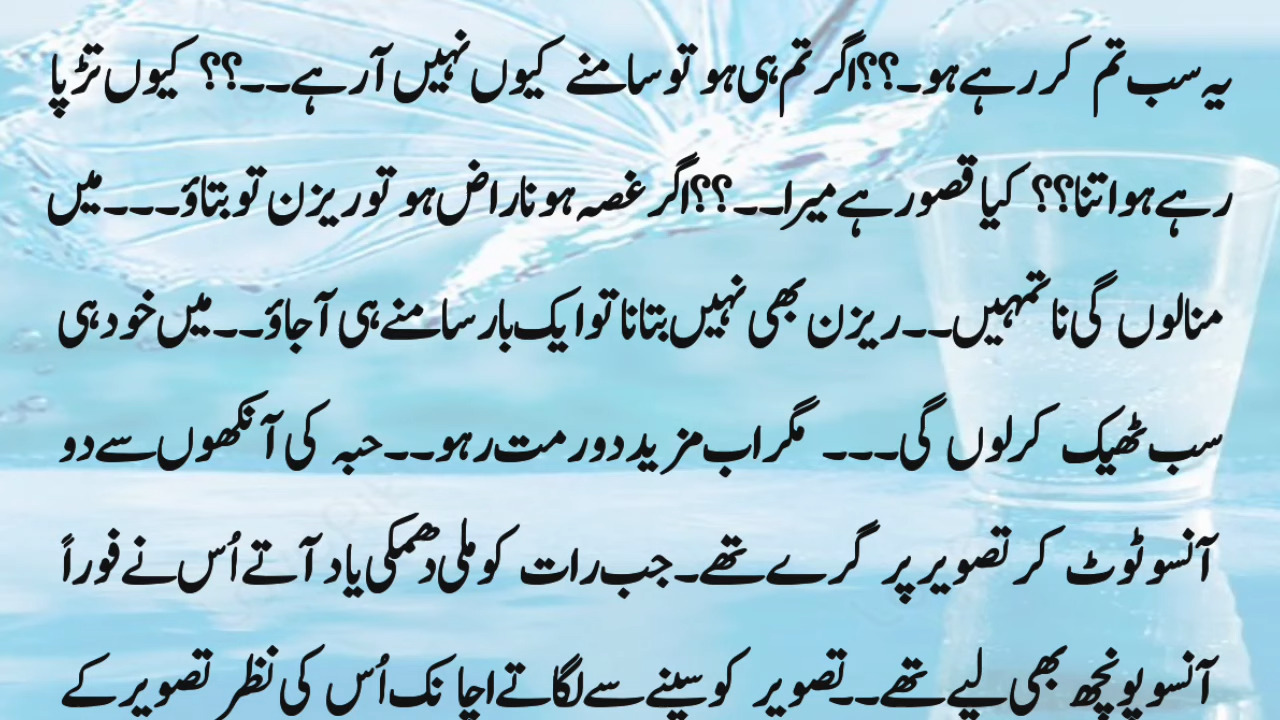 یہ سب تم کر رہے ہو۔؟؟اگر تم ہی ہو تو سامنے کیوں نہیں آرہے۔۔؟؟ کیوں تڑپا
رہے ہو اتنا؟؟ کیا قصور ہے میرا۔۔؟؟اگر غصہ ہو ناراض ہو تو ریزن تو بتاؤ۔۔۔میں
منالوں گی نا تمہیں۔۔ریزن بھی نہیں بتانا تو ایک بار سامنے ہی آجاؤ۔۔میں خود ہی
سب ٹھیک کرلوں گی۔۔۔ مگر اب مزید دور مت رہو۔۔حبہ کی آنکھوں سے دو
آنسو ٹوٹ کر تصویر پر گرے تھے۔جب رات کو ملی دھمکی یاد آتے اُس نے فوراً
آنسو پونچھ بھی لیے تھے۔۔تصویر کو سینے سے لگاتے اچانک اُس کی نظر تصویر کے